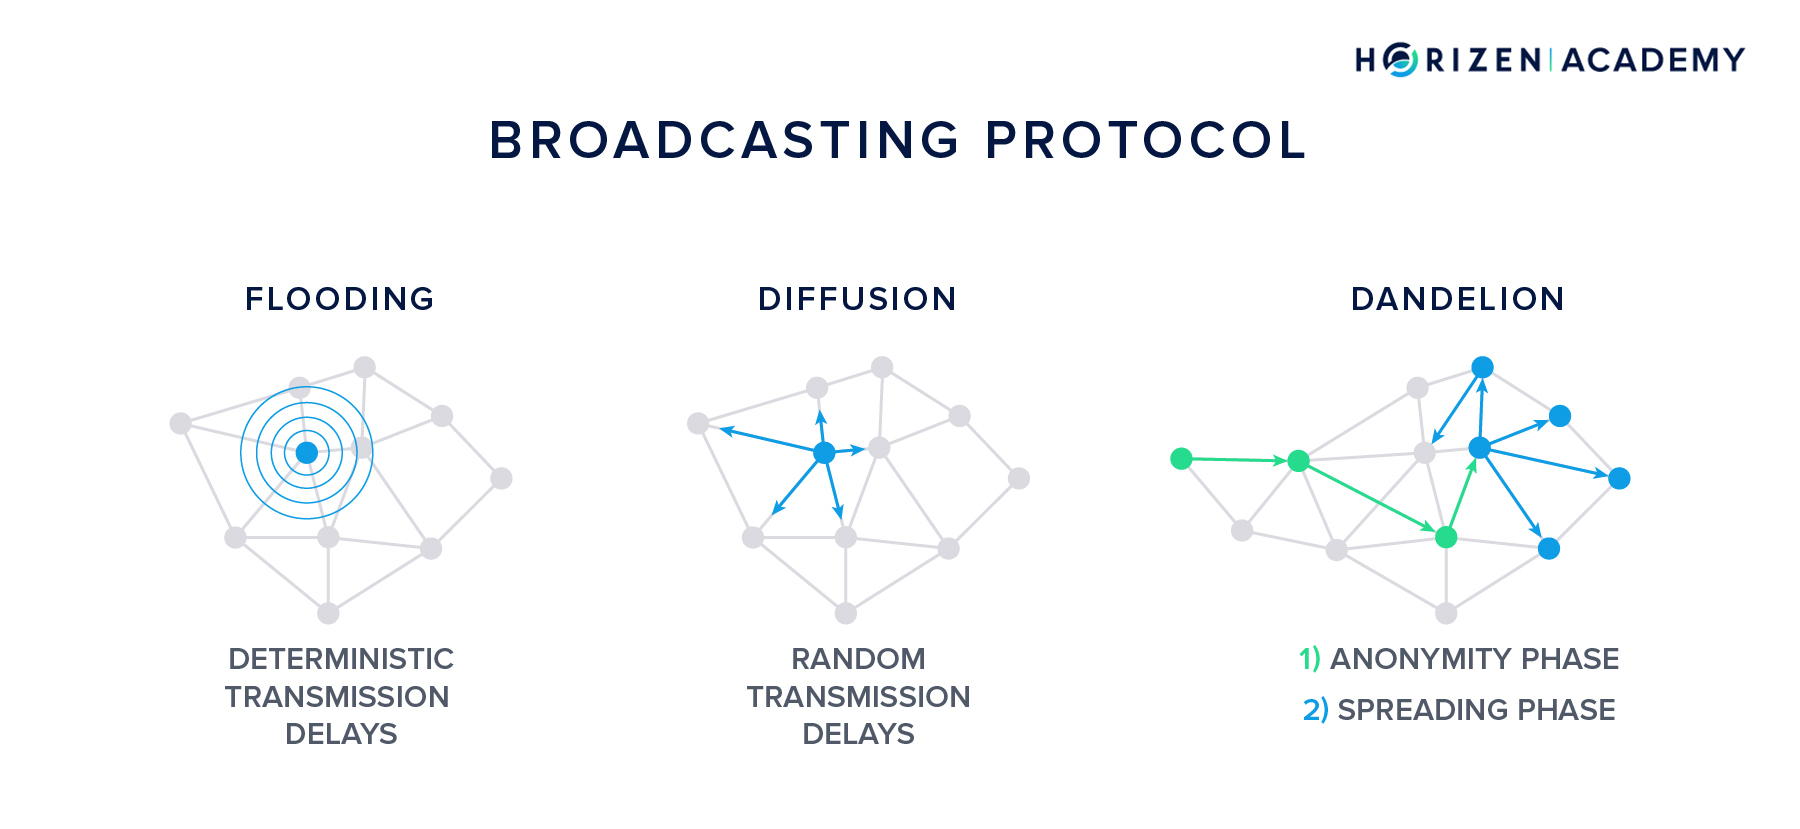 HORIZEN | ACADEMY
BROADCASTING PROTOCOL
FLOODING
DETERMINISTIC
TRANSMISSION
DELAYS
DIFFUSION
RANDOM
TRANSMISSION
DELAYS
DANDELION
1) ANONYMITY PHASE
2) SPREADING PHASE